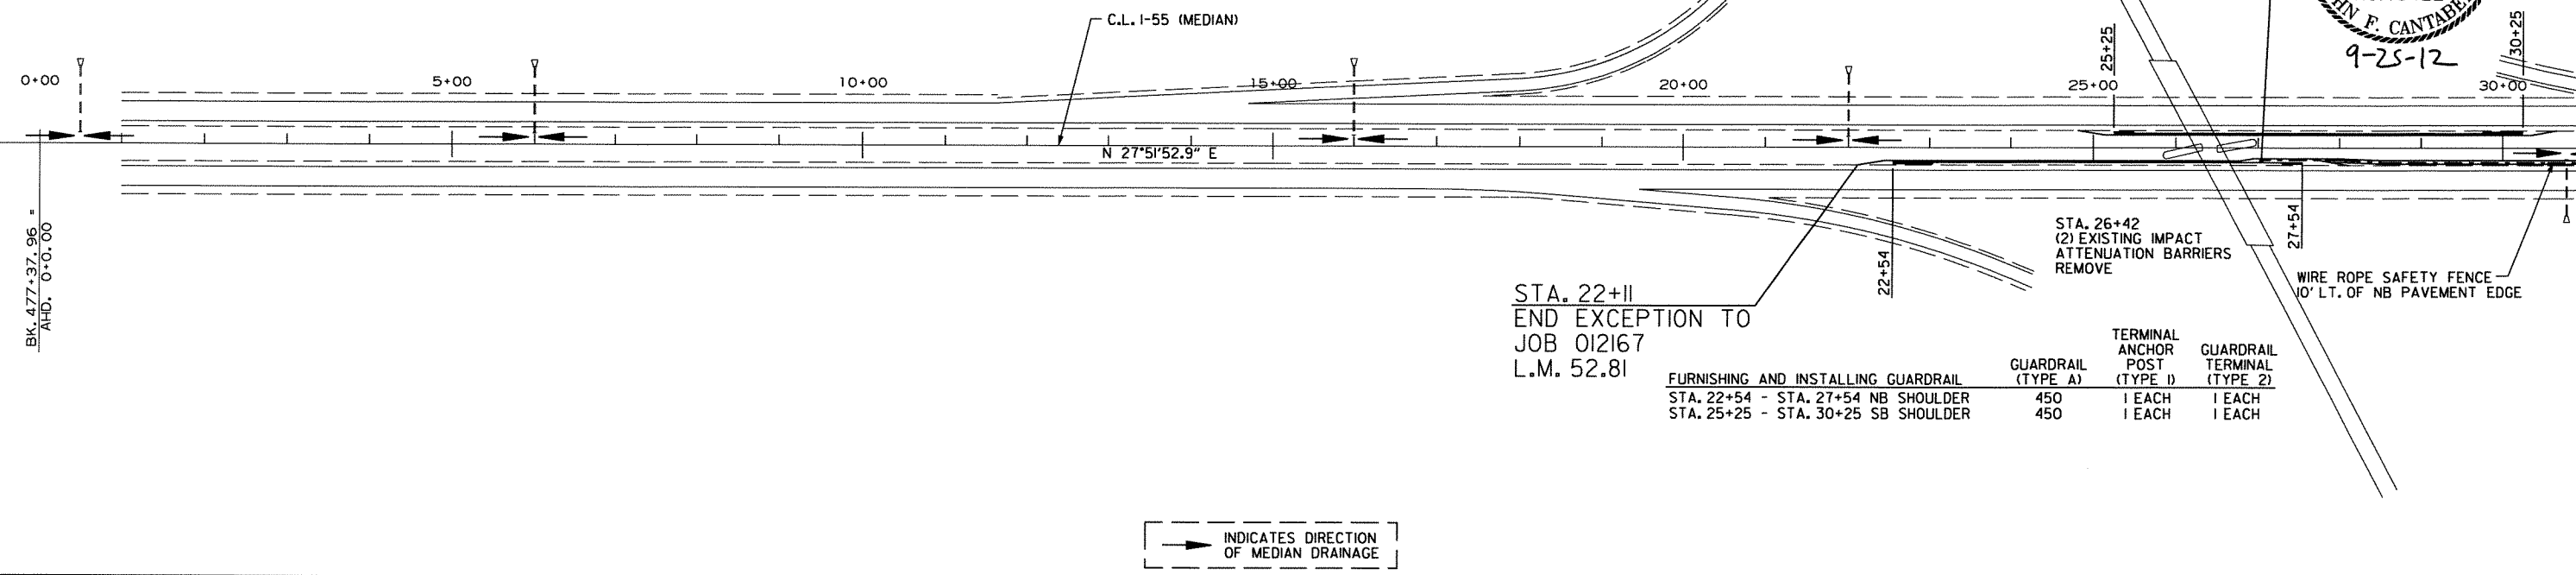 C.L. I-55 (MEDIAN)
HN F. CANTABE
9-25-12
25+25
30+25
0+00
5+00
10+00
15+00
20+00
25+00
30+00
N 27°51'52.9" E
BK. 477+37.96 =
AHD. 0+0.00
22+54
27+54
STA. 26+42
(2) EXISTING IMPACT
ATTENUATION BARRIERS
REMOVE
WIRE ROPE SAFETY FENCE
10' LT. OF NB PAVEMENT EDGE
STA. 22+11
END EXCEPTION TO
JOB 012167
L.M. 52.81
FURNISHING AND INSTALLING GUARDRAIL GUARDRAIL (TYPE A) TERMINAL ANCHOR POST (TYPE 1) GUARDRAIL TERMINAL (TYPE 2)
STA. 22+54 - STA. 27+54 NB SHOULDER 450 1 EACH 1 EACH
STA. 25+25 - STA. 30+25 SB SHOULDER 450 1 EACH 1 EACH
INDICATES DIRECTION
OF MEDIAN DRAINAGE